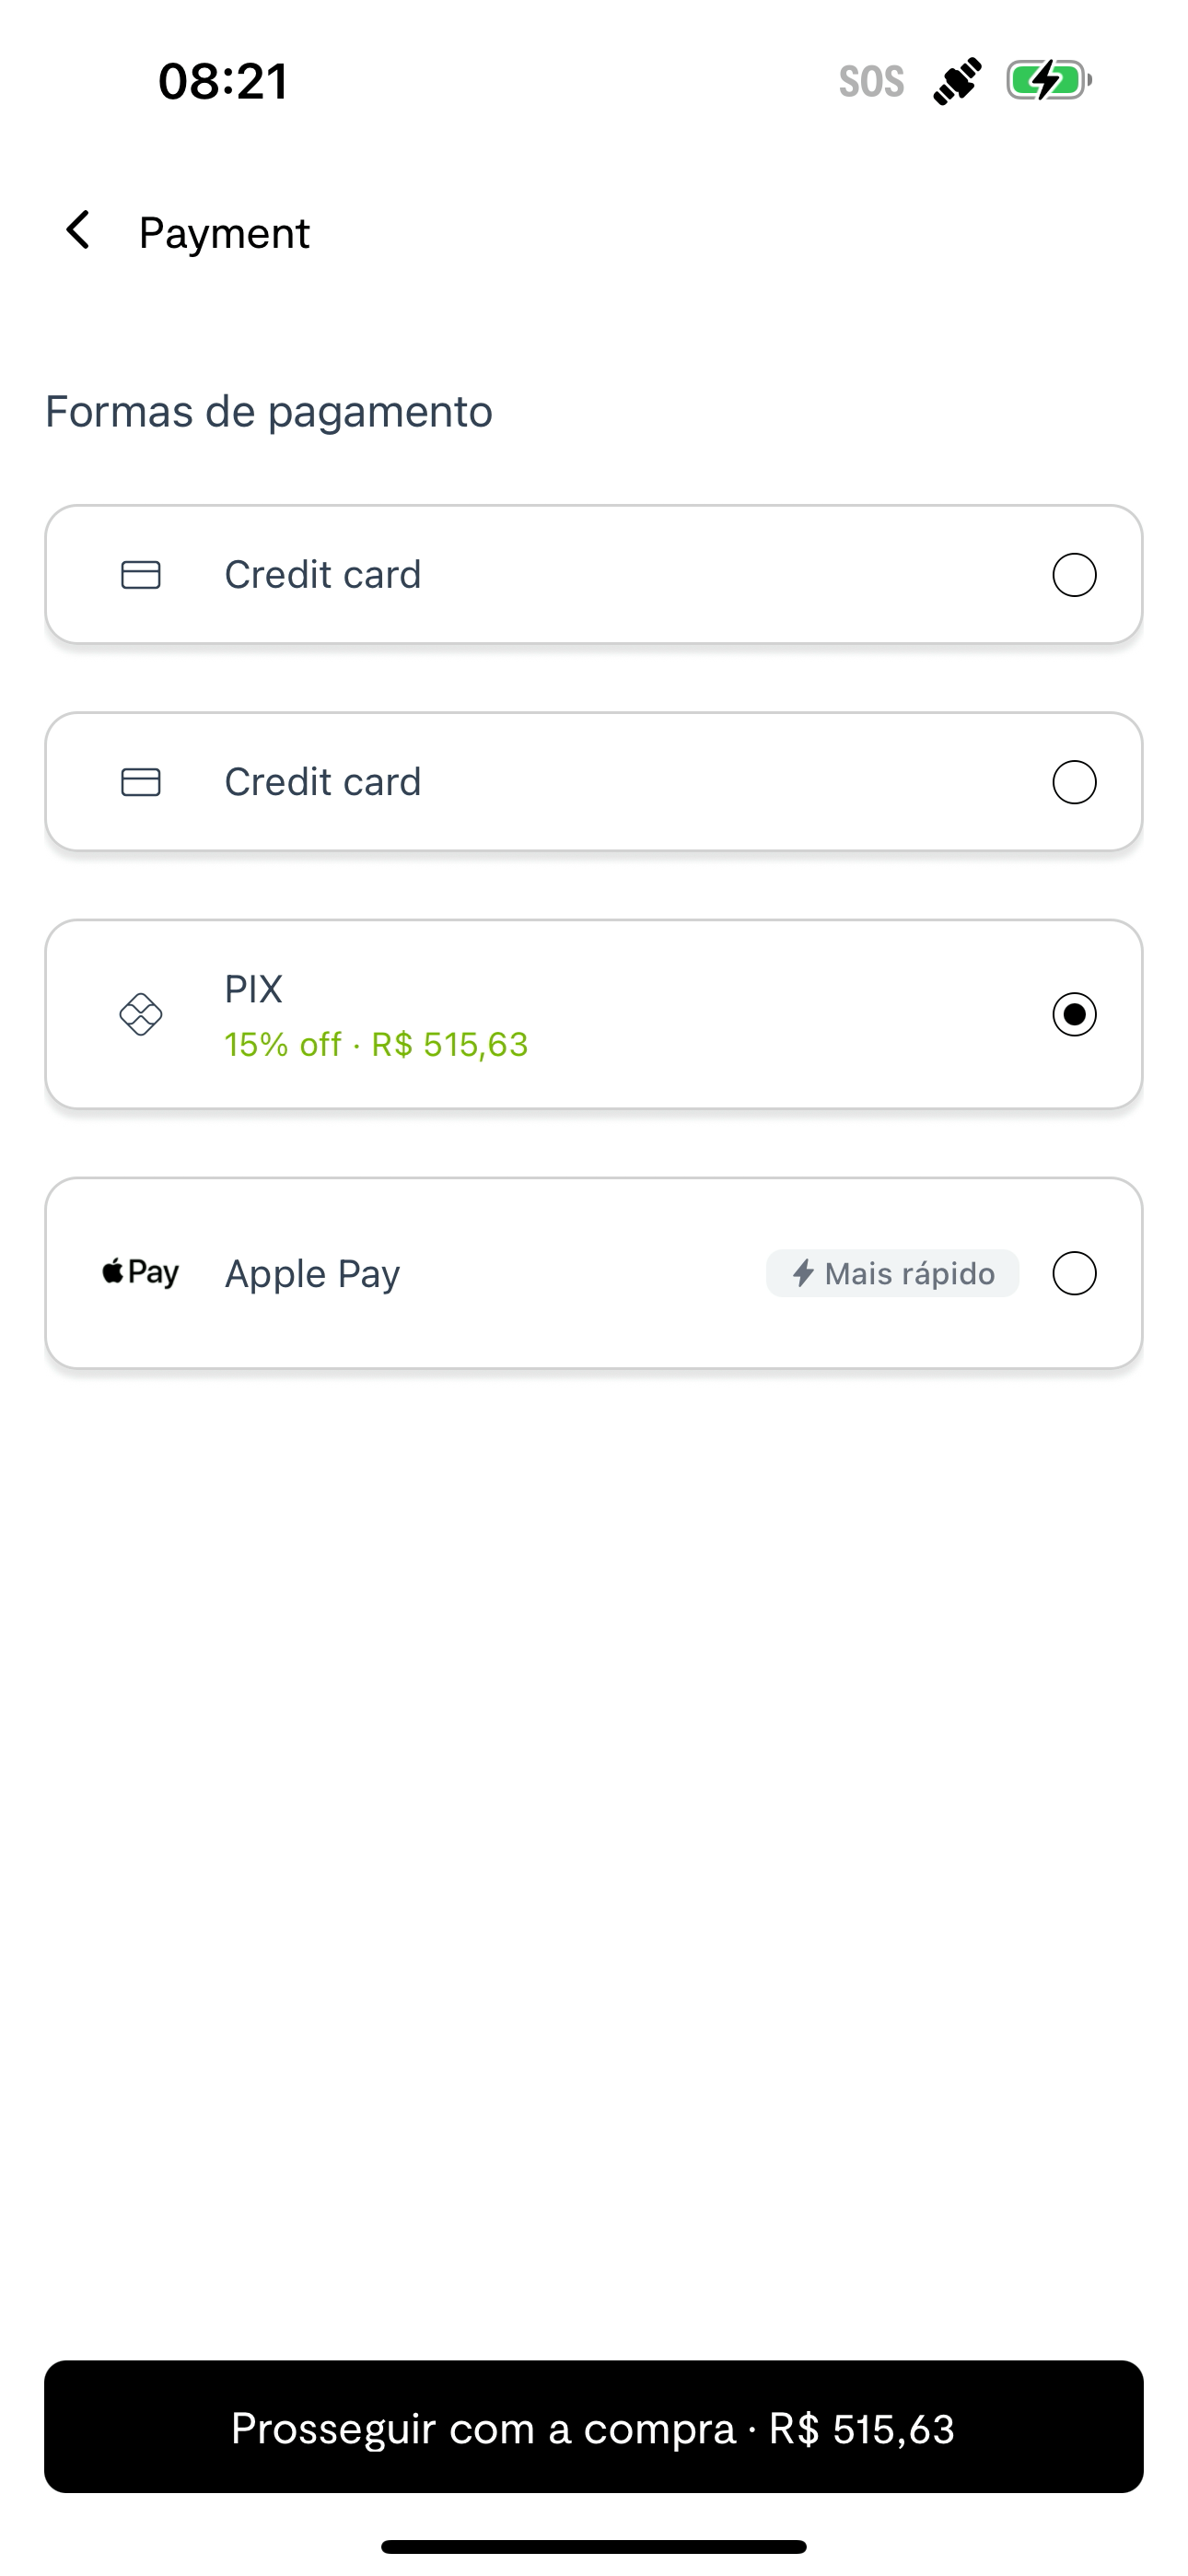 08:21 SOS
Payment
Formas de pagamento
Credit card
Credit card
PIX
15% off · R$ 515,63
Pay Apple Pay Mais rápido
Prosseguir com a compra · R$ 515,63